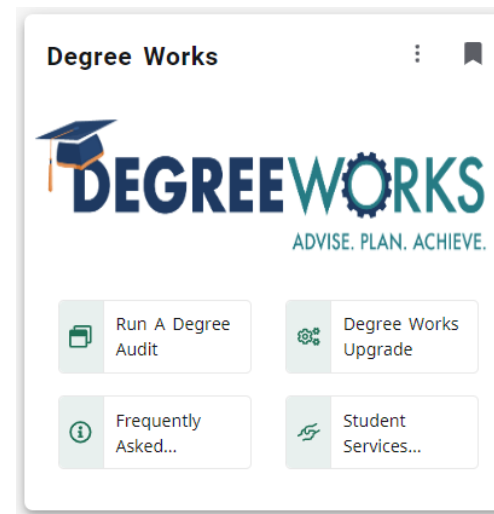 Degree Works
DEGREEWORKS
ADVISE. PLAN. ACHIEVE.
Run A Degree
Audit
Degree Works
Upgrade
Frequently
Asked...
Student
Services...